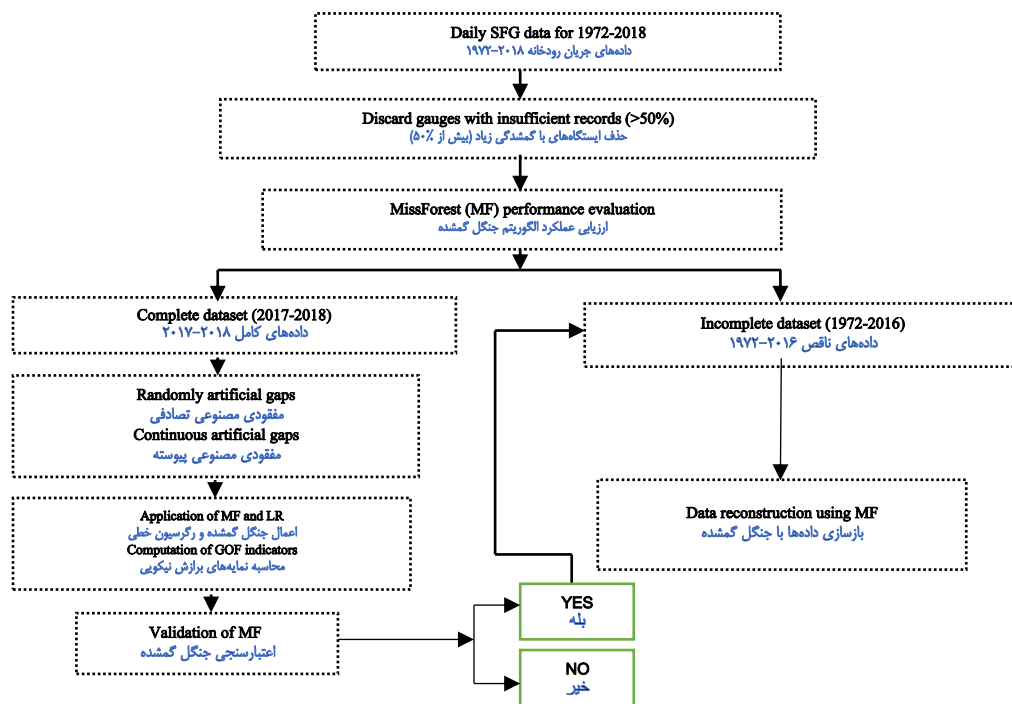 Daily SFG data for 1972-2018
داده‌های جریان رودخانه ۲۰۱۸-۱۹۷۲
Discard gauges with insufficient records (>50%)
حذف ایستگاه‌های با گمشدگی زیاد (بیش از ۵۰٪)
MissForest (MF) performance evaluation
ارزیابی عملکرد الگوریتم جنگل گمشده
Complete dataset (2017-2018)
داده‌های کامل ۲۰۱۸-۲۰۱۷
Incomplete dataset (1972-2016)
داده‌های ناقص ۲۰۱۶-۱۹۷۲
Randomly artificial gaps
مفقودی مصنوعی تصادفی
Continuous artificial gaps
مفقودی مصنوعی پیوسته
Application of MF and LR
اعمال جنگل گمشده و رگرسیون خطی
Computation of GOF indicators
محاسبه نمایه‌های برازش نیکویی
Data reconstruction using MF
بازسازی داده‌ها با جنگل گمشده
Validation of MF
اعتبارسنجی جنگل گمشده
YES
بله
NO
خیر